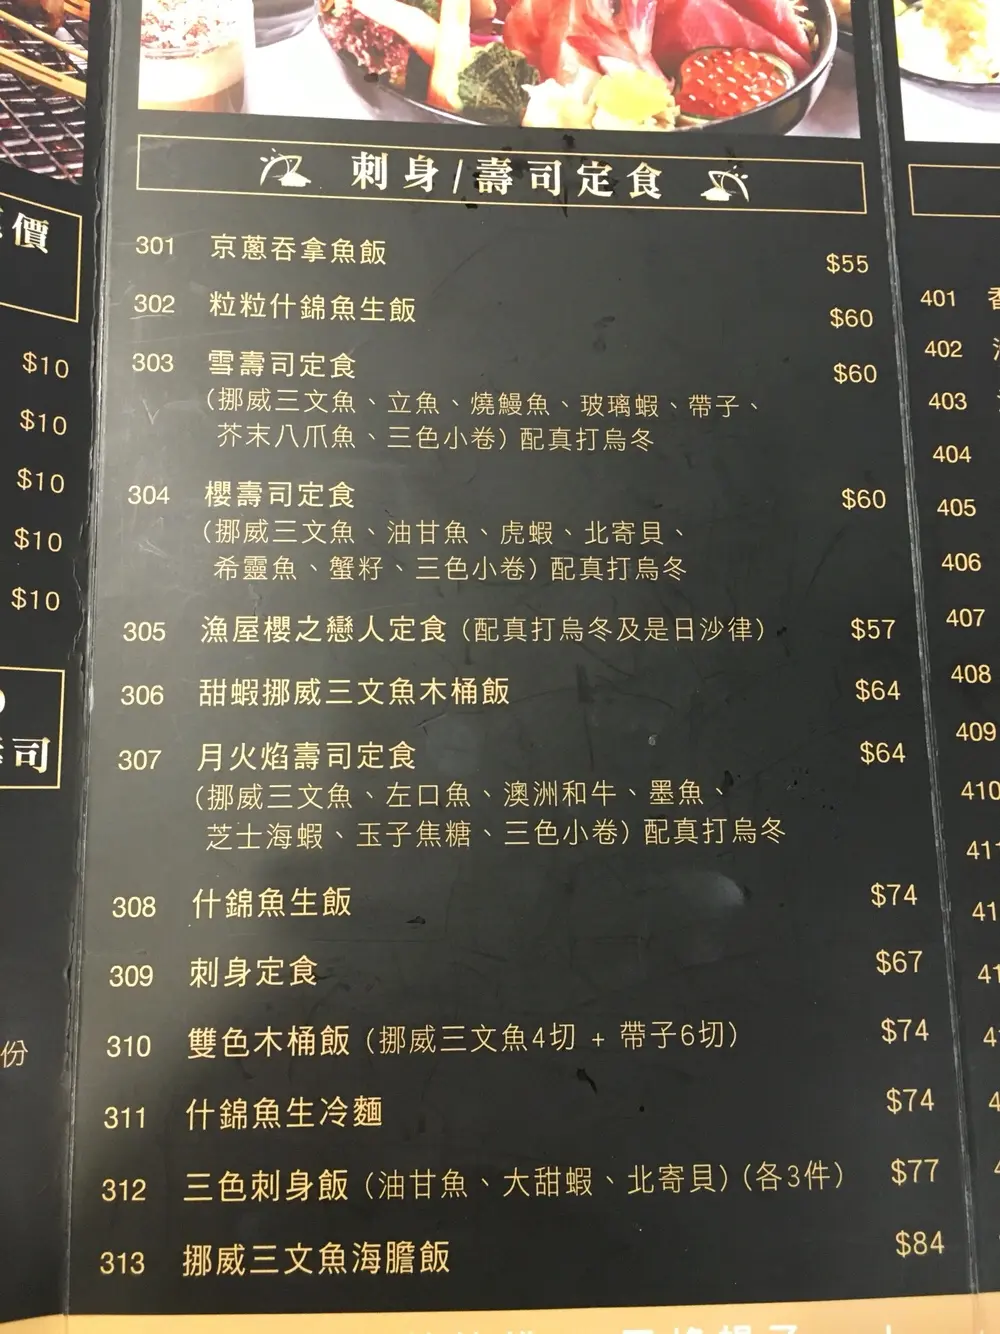 價
$10
$10
$10
$10
$10
司
份
刺身/壽司定食
301 京蔥吞拿魚飯 $55
302 粒粒什錦魚生飯 $60
303 雪壽司定食 $60
(挪威三文魚、立魚、燒鰻魚、玻璃蝦、帶子、
芥末八爪魚、三色小卷) 配真打烏冬
304 櫻壽司定食 $60
(挪威三文魚、油甘魚、虎蝦、北寄貝、
希靈魚、蟹籽、三色小卷) 配真打烏冬
305 漁屋櫻之戀人定食 (配真打烏冬及是日沙律) $57
306 甜蝦挪威三文魚木桶飯 $64
307 月火焰壽司定食 $64
(挪威三文魚、左口魚、澳洲和牛、墨魚、
芝士海蝦、玉子焦糖、三色小卷) 配真打烏冬
308 什錦魚生飯 $74
309 刺身定食 $67
310 雙色木桶飯 (挪威三文魚4切 + 帶子6切) $74
311 什錦魚生冷麵 $74
312 三色刺身飯 (油甘魚、大甜蝦、北寄貝) (各3件) $77
313 挪威三文魚海膽飯 $84
401
402
403
404
405
406
407
408
409
410